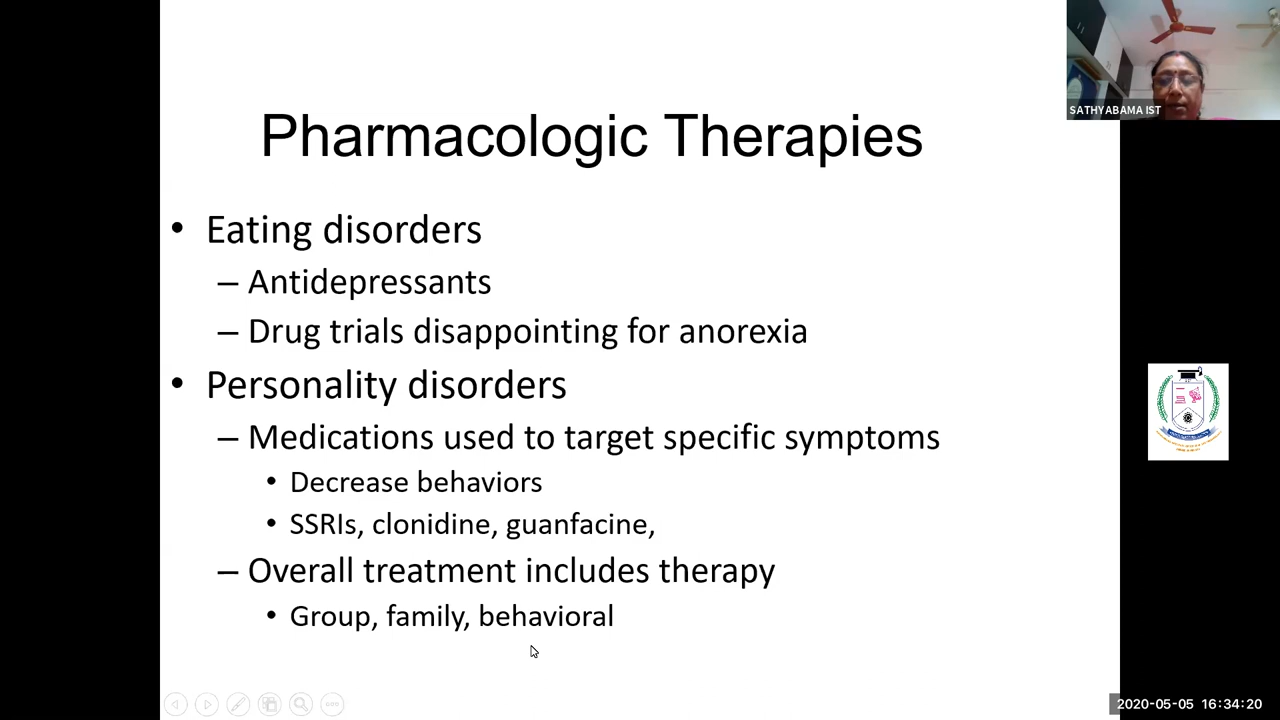 SATHYABAMA IST
Pharmacologic Therapies
• Eating disorders
– Antidepressants
– Drug trials disappointing for anorexia
• Personality disorders
– Medications used to target specific symptoms
• Decrease behaviors
• SSRIs, clonidine, guanfacine,
– Overall treatment includes therapy
• Group, family, behavioral
2020-05-05 16:34:20